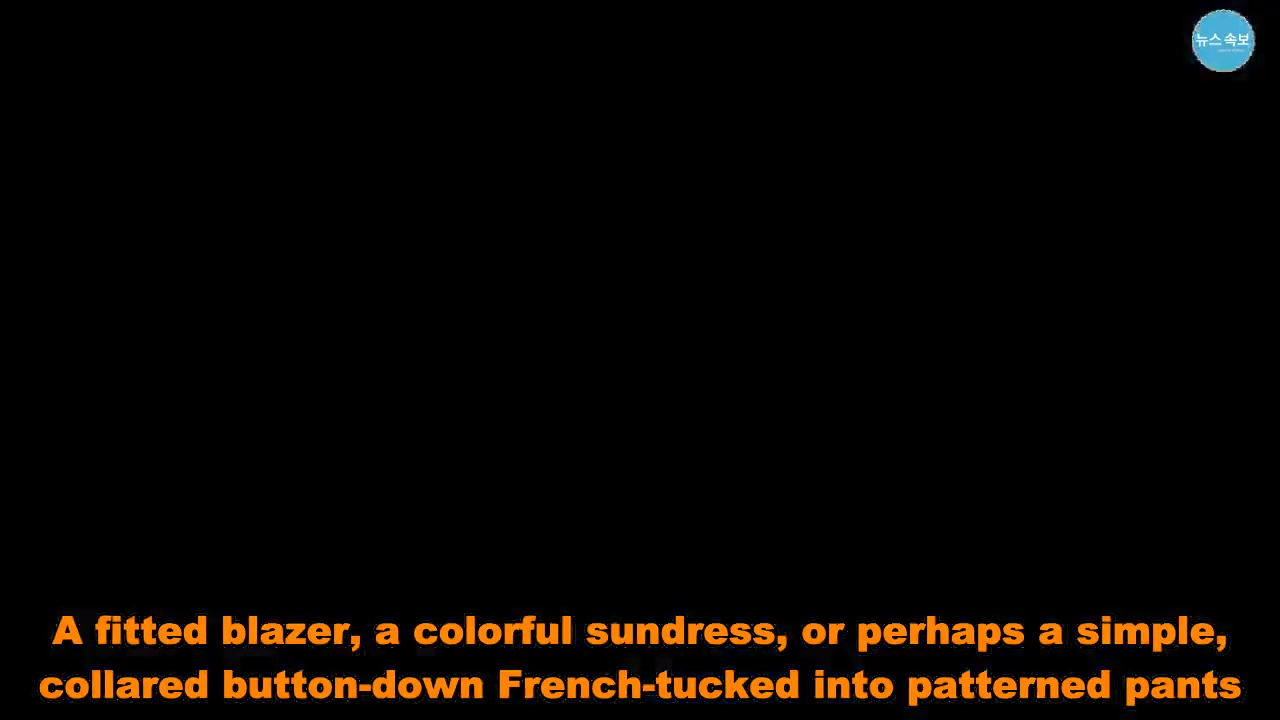 뉴스 속보
A fitted blazer, a colorful sundress, or perhaps a simple,
collared button-down French-tucked into patterned pants